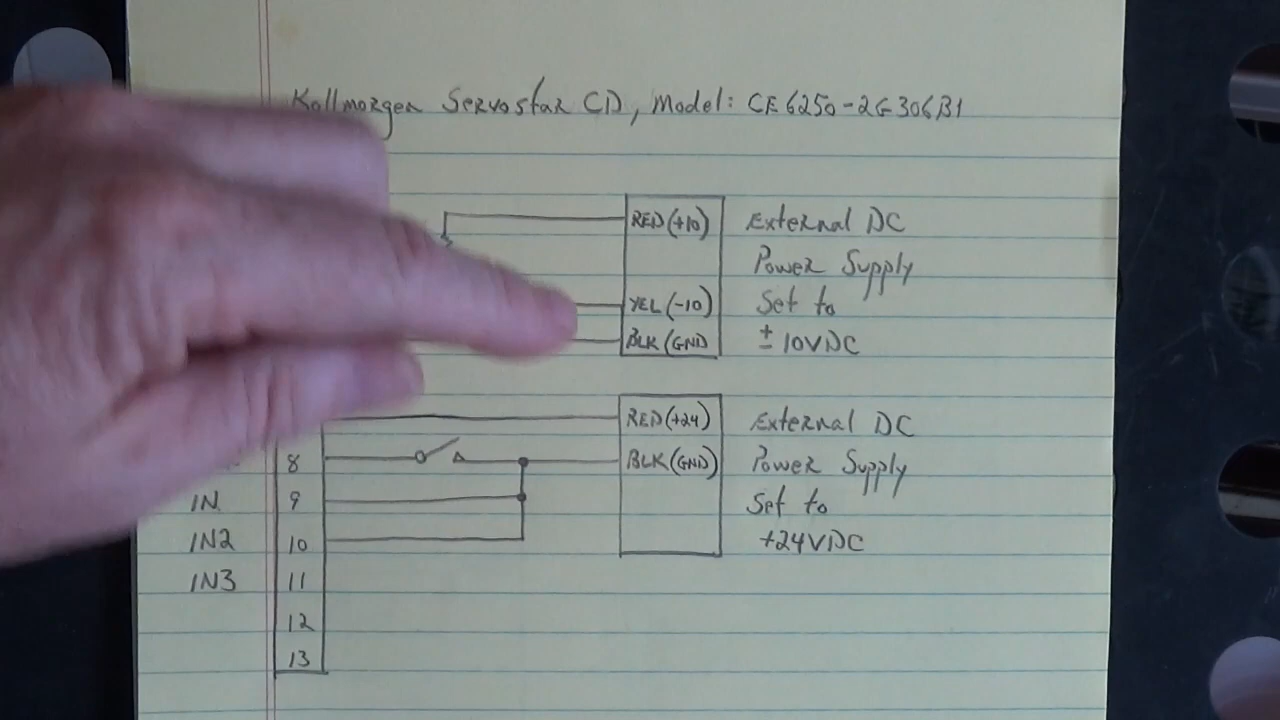 Kollmorgen Servostar CD, Model: CE6250-2G306B1
RED(+10) External DC
Power Supply
YEL(-10) Set to
BLK(GND ± 10VDC
RED(+24) External DC
8 BLK(GND) Power Supply
IN 9 Set to
IN2 10 +24VDC
IN3 11
12
13